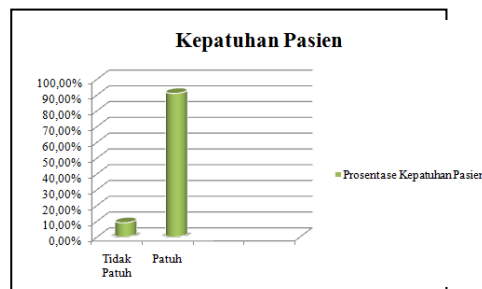 Kepatuhan Pasien
100,00%
90,00%
80,00%
70,00%
60,00%
50,00%
40,00%
30,00%
20,00%
10,00%
0,00%
Tidak
Patuh
Patuh
Prosentase Kepatuhan Pasien